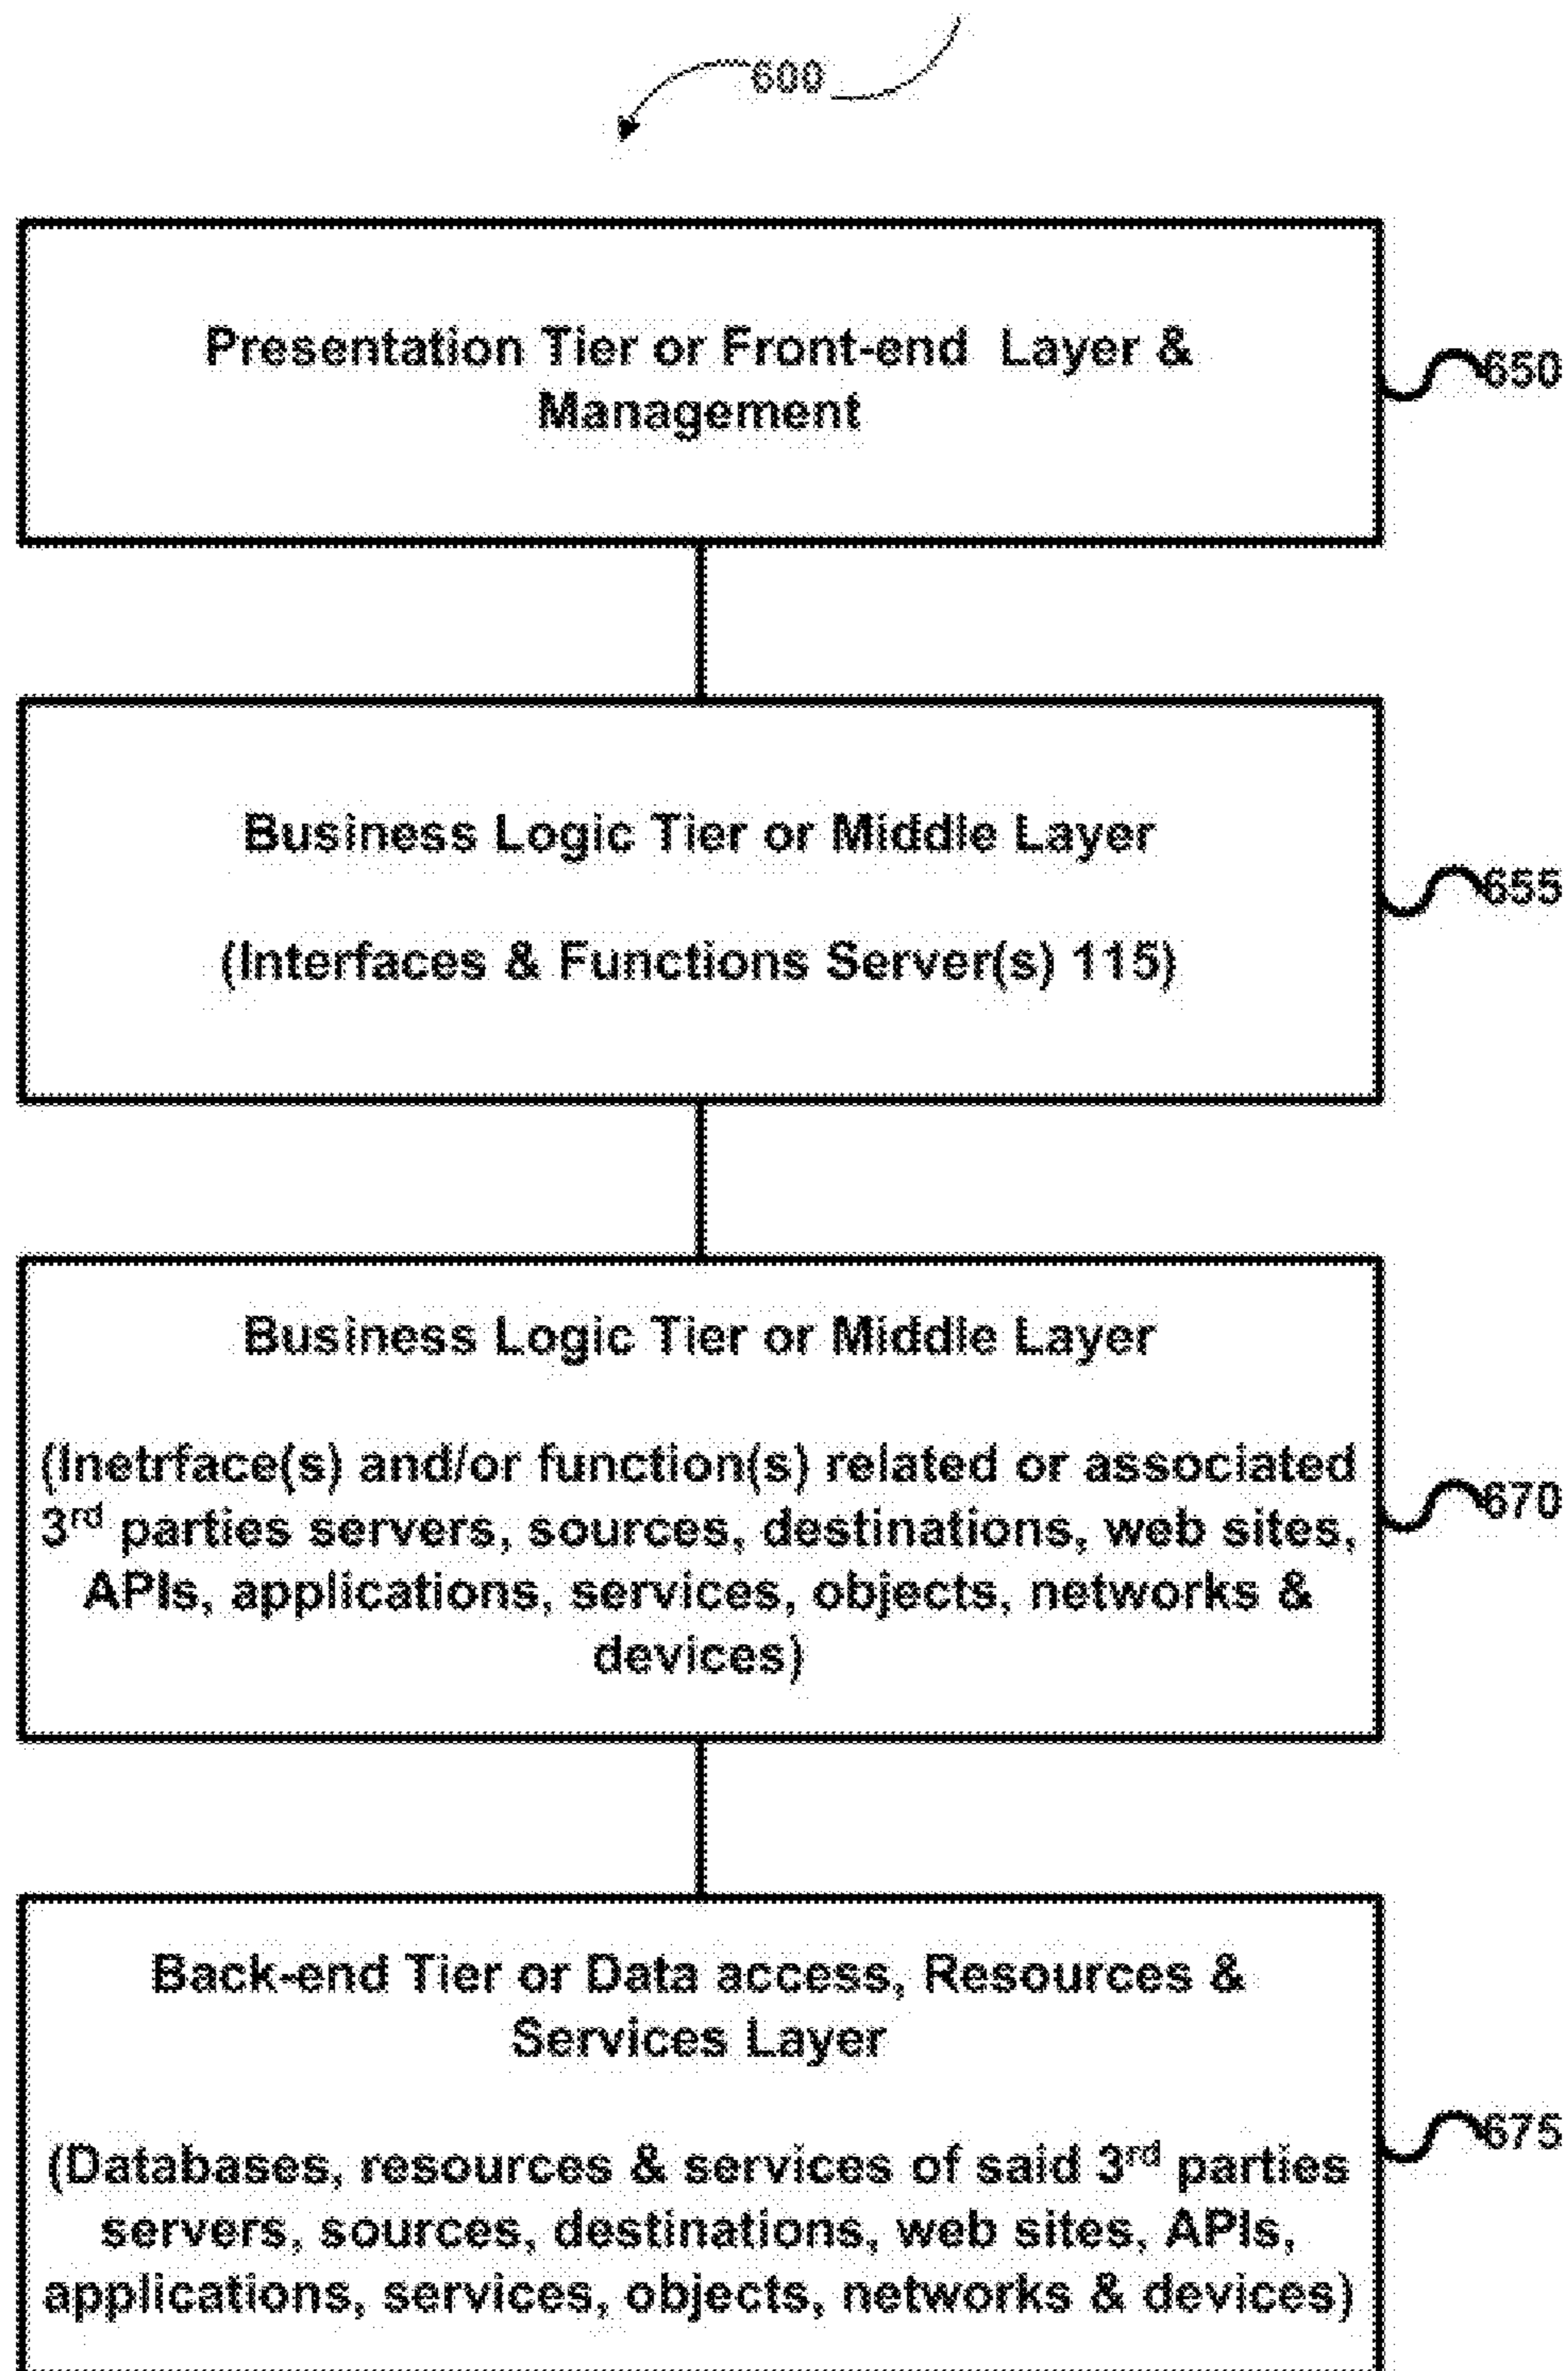 600
Presentation Tier or Front-end Layer &
Management
650
Business Logic Tier or Middle Layer
(Interfaces & Functions Server(s) 115)
655
Business Logic Tier or Middle Layer
(Inetrface(s) and/or function(s) related or associated
3rd parties servers, sources, destinations, web sites,
APIs, applications, services, objects, networks &
devices)
670
Back-end Tier or Data access, Resources &
Services Layer
(Databases, resources & services of said 3rd parties
servers, sources, destinations, web sites, APIs,
applications, services, objects, networks & devices)
675